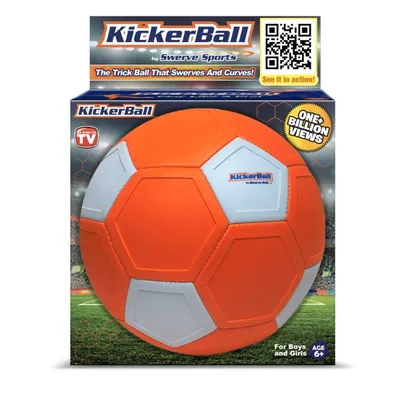 KickerBall
by Swerve Sports
The Trick Ball That Swerves And Curves!
See it in action!
KickerBall
AS SEEN ON
TV
ONE+
BILLION
VIEWS
KickerBall
by Swerve Ball
For Boys
and Girls
AGE
6+